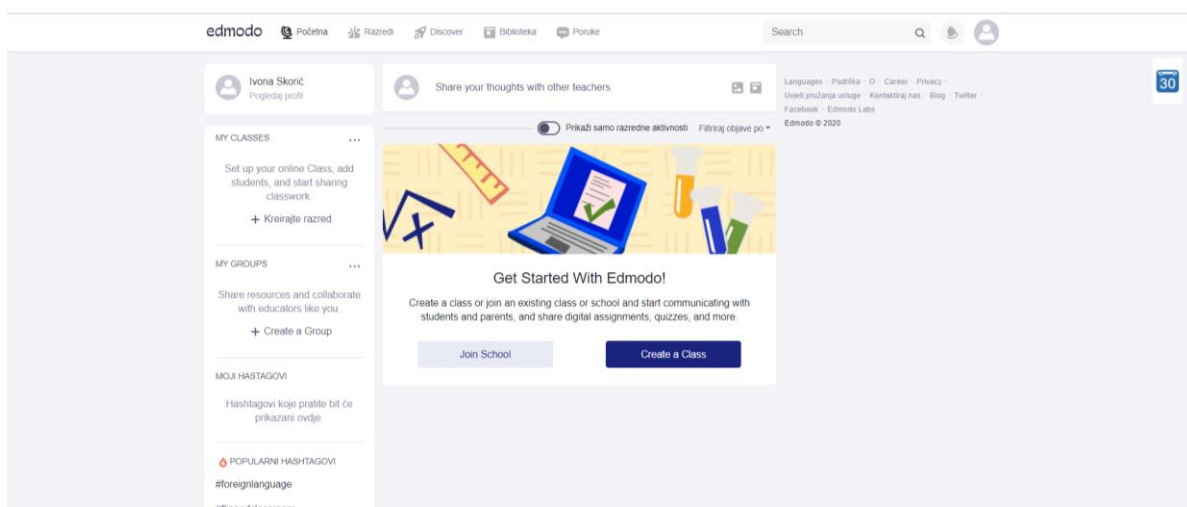 edmodo Početna Razredi Discover Biblioteka Poruke Search
Ivona Skorić
Pogledaj profil
MY CLASSES ...
Set up your online Class, add
students, and start sharing
classwork.
+ Kreirajte razred
MY GROUPS ...
Share resources and collaborate
with educators like you.
+ Create a Group
MOJI HASTAGOVI
Hashtagovi koje pratite bit će
prikazani ovdje.
POPULARNI HASHTAGOVI
#foreignlanguage
Share your thoughts with other teachers
Prikaži samo razredne aktivnosti Filtriraj objave po
Get Started With Edmodo!
Create a class or join an existing class or school and start communicating with
students and parents, and share digital assignments, quizzes, and more.
Join School Create a Class
Languages · Podrška · O · Career · Privacy ·
Uvjeti pružanja usluge · Kontaktiraj nas · Blog · Twitter ·
Facebook · Edmodo Labs
Edmodo © 2020
30